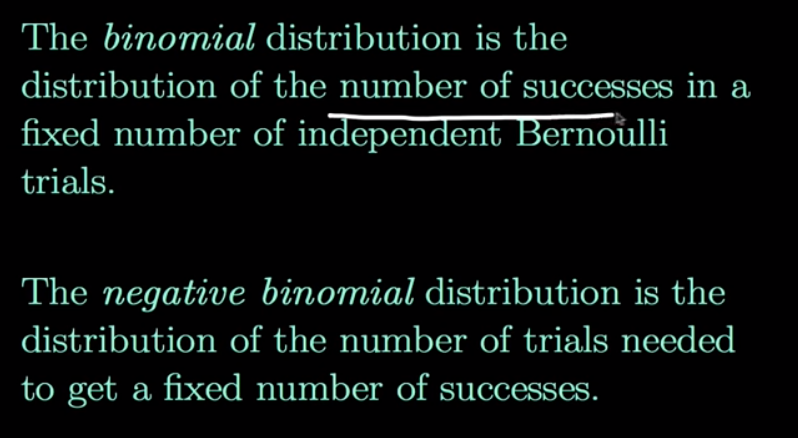 The binomial distribution is the
distribution of the number of successes in a
fixed number of independent Bernoulli
trials.
The negative binomial distribution is the
distribution of the number of trials needed
to get a fixed number of successes.